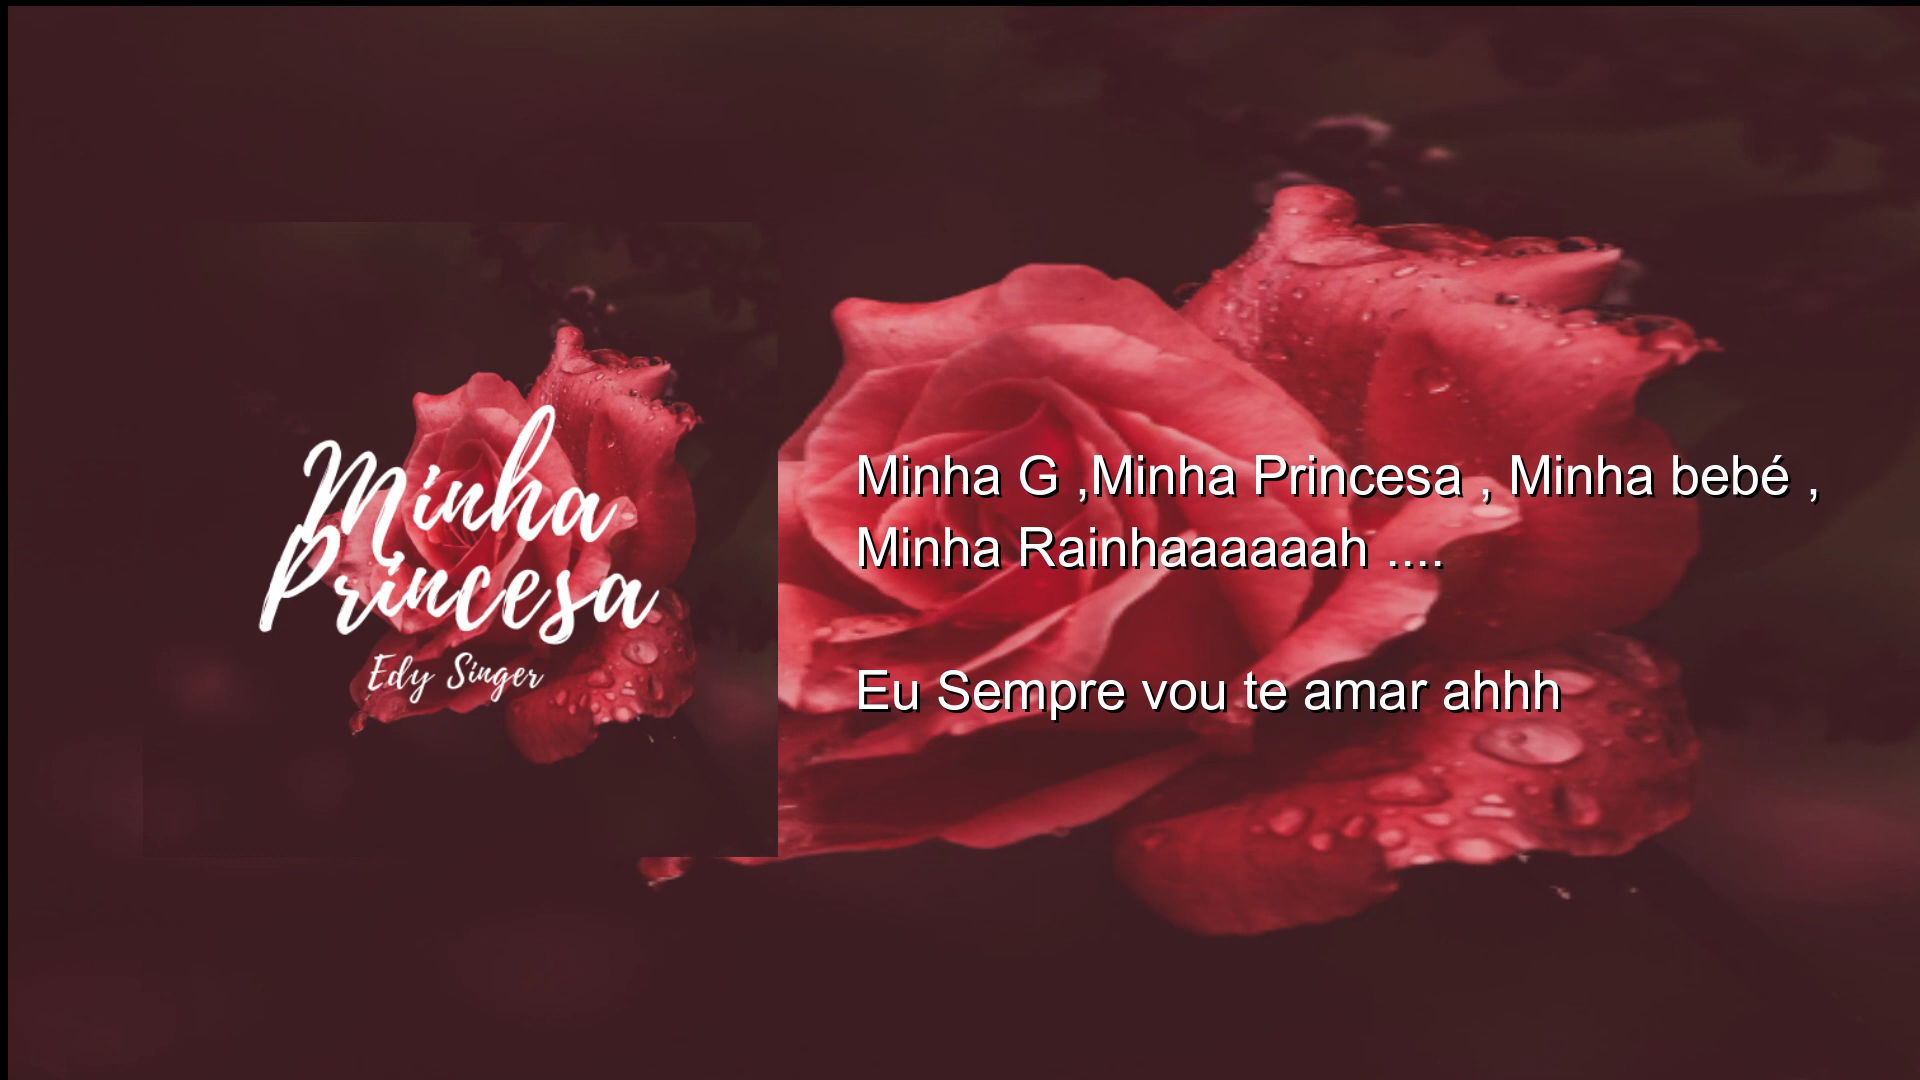 Minha
Princesa
Edy Singer
Minha G ,Minha Princesa , Minha bebé ,
Minha Rainhaaaaaah ....
Eu Sempre vou te amar ahhh